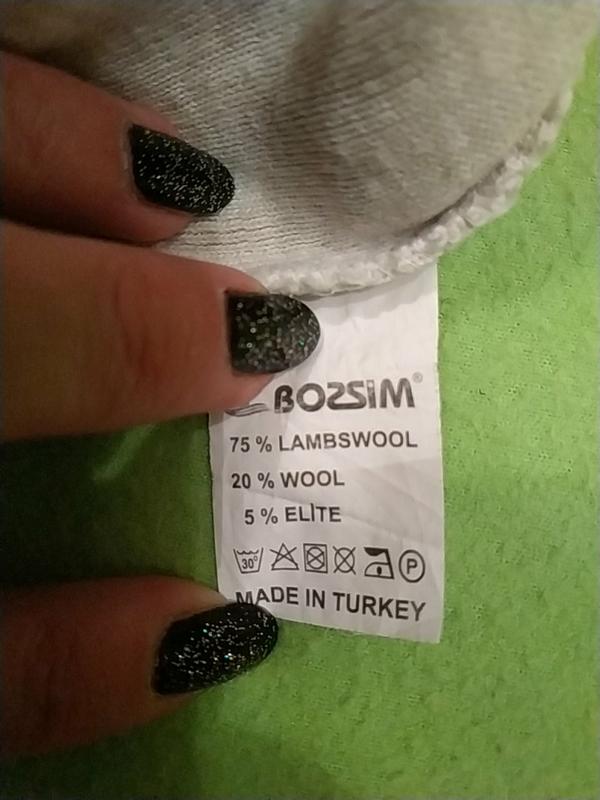 BOZSIM®
75 % LAMBSWOOL
20 % WOOL
5 % ELİTE
30° P
MADE IN TURKEY